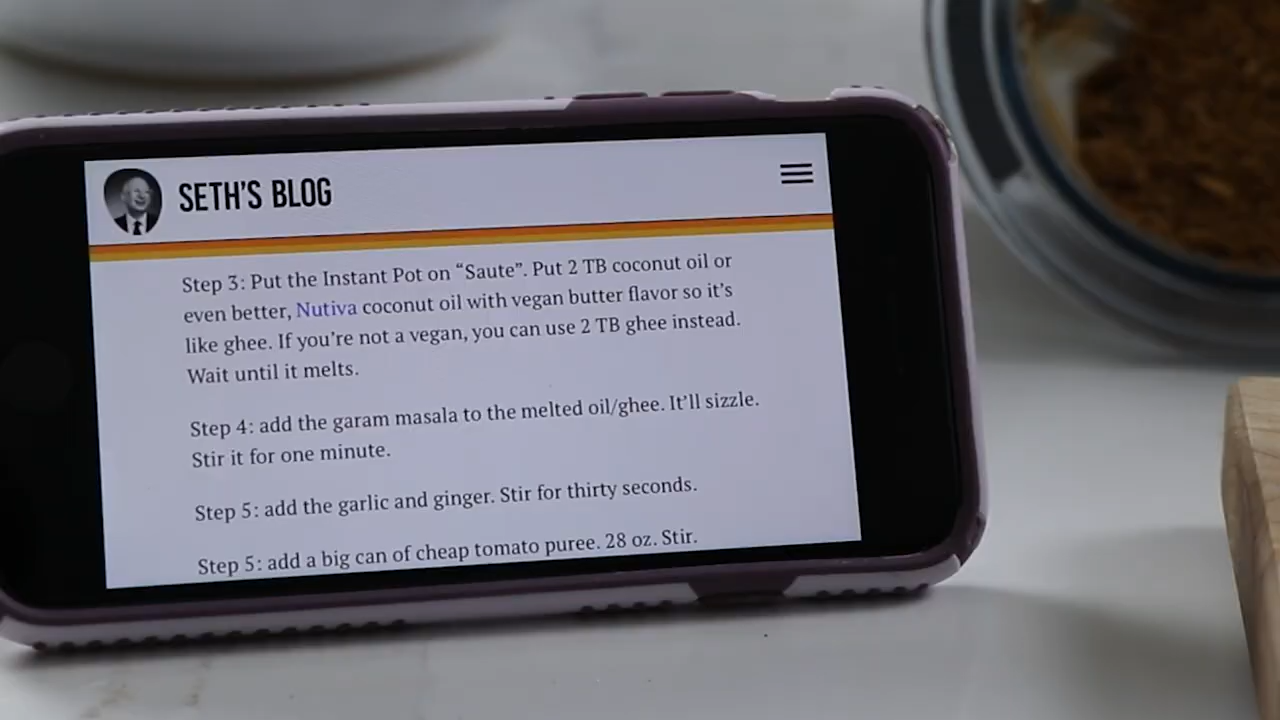 SETH'S BLOG
Step 3: Put the Instant Pot on “Saute”. Put 2 TB coconut oil or
even better, Nutiva coconut oil with vegan butter flavor so it’s
like ghee. If you’re not a vegan, you can use 2 TB ghee instead.
Wait until it melts.
Step 4: add the garam masala to the melted oil/ghee. It’ll sizzle.
Stir it for one minute.
Step 5: add the garlic and ginger. Stir for thirty seconds.
Step 5: add a big can of cheap tomato puree. 28 oz. Stir.